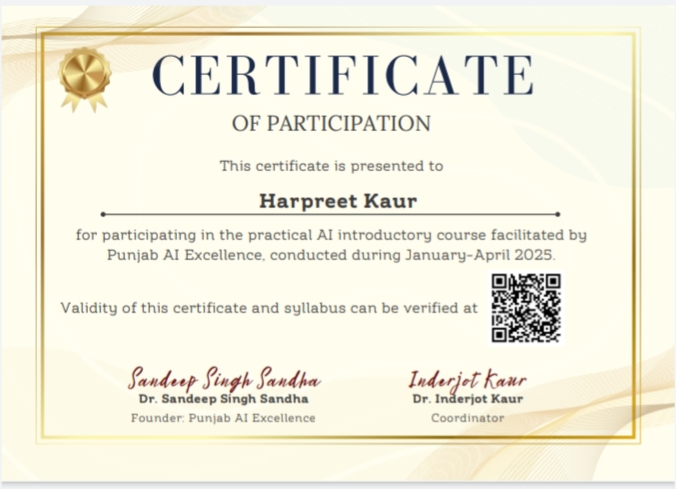 CERTIFICATE
OF PARTICIPATION
This certificate is presented to
Harpreet Kaur
for participating in the practical AI introductory course facilitated by
Punjab AI Excellence, conducted during January-April 2025.
Validity of this certificate and syllabus can be verified at
Sandeep Singh Sandha Inderjot Kaur
Dr. Sandeep Singh Sandha Dr. Inderjot Kaur
Founder: Punjab AI Excellence Coordinator